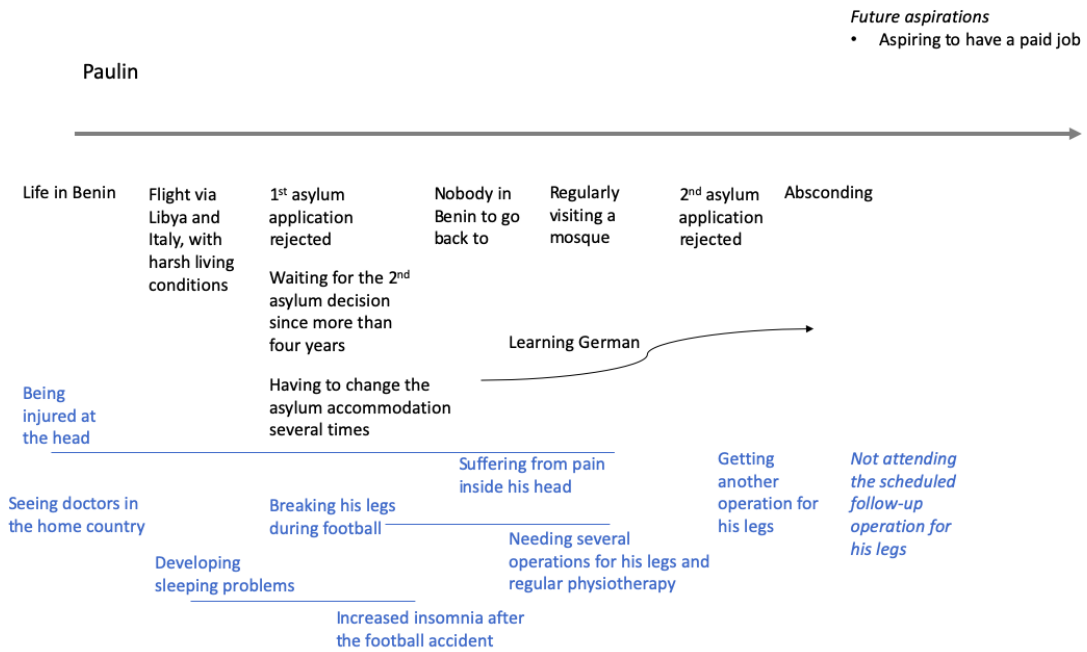 Future aspirations
• Aspiring to have a paid job
Paulin
Life in Benin
Flight via
Libya and
Italy, with
harsh living
conditions
1st asylum
application
rejected
Waiting for the 2nd
asylum decision
since more than
four years
Having to change the
asylum accommodation
several times
Nobody in
Benin to go
back to
Regularly
visiting a
mosque
2nd asylum
application
rejected
Absconding
Learning German
Being
injured at
the head
Suffering from pain
inside his head
Getting
another
operation for
his legs
Not attending
the scheduled
follow-up
operation for
his legs
Seeing doctors in
the home country
Breaking his legs
during football
Needing several
operations for his legs and
regular physiotherapy
Developing
sleeping problems
Increased insomnia after
the football accident